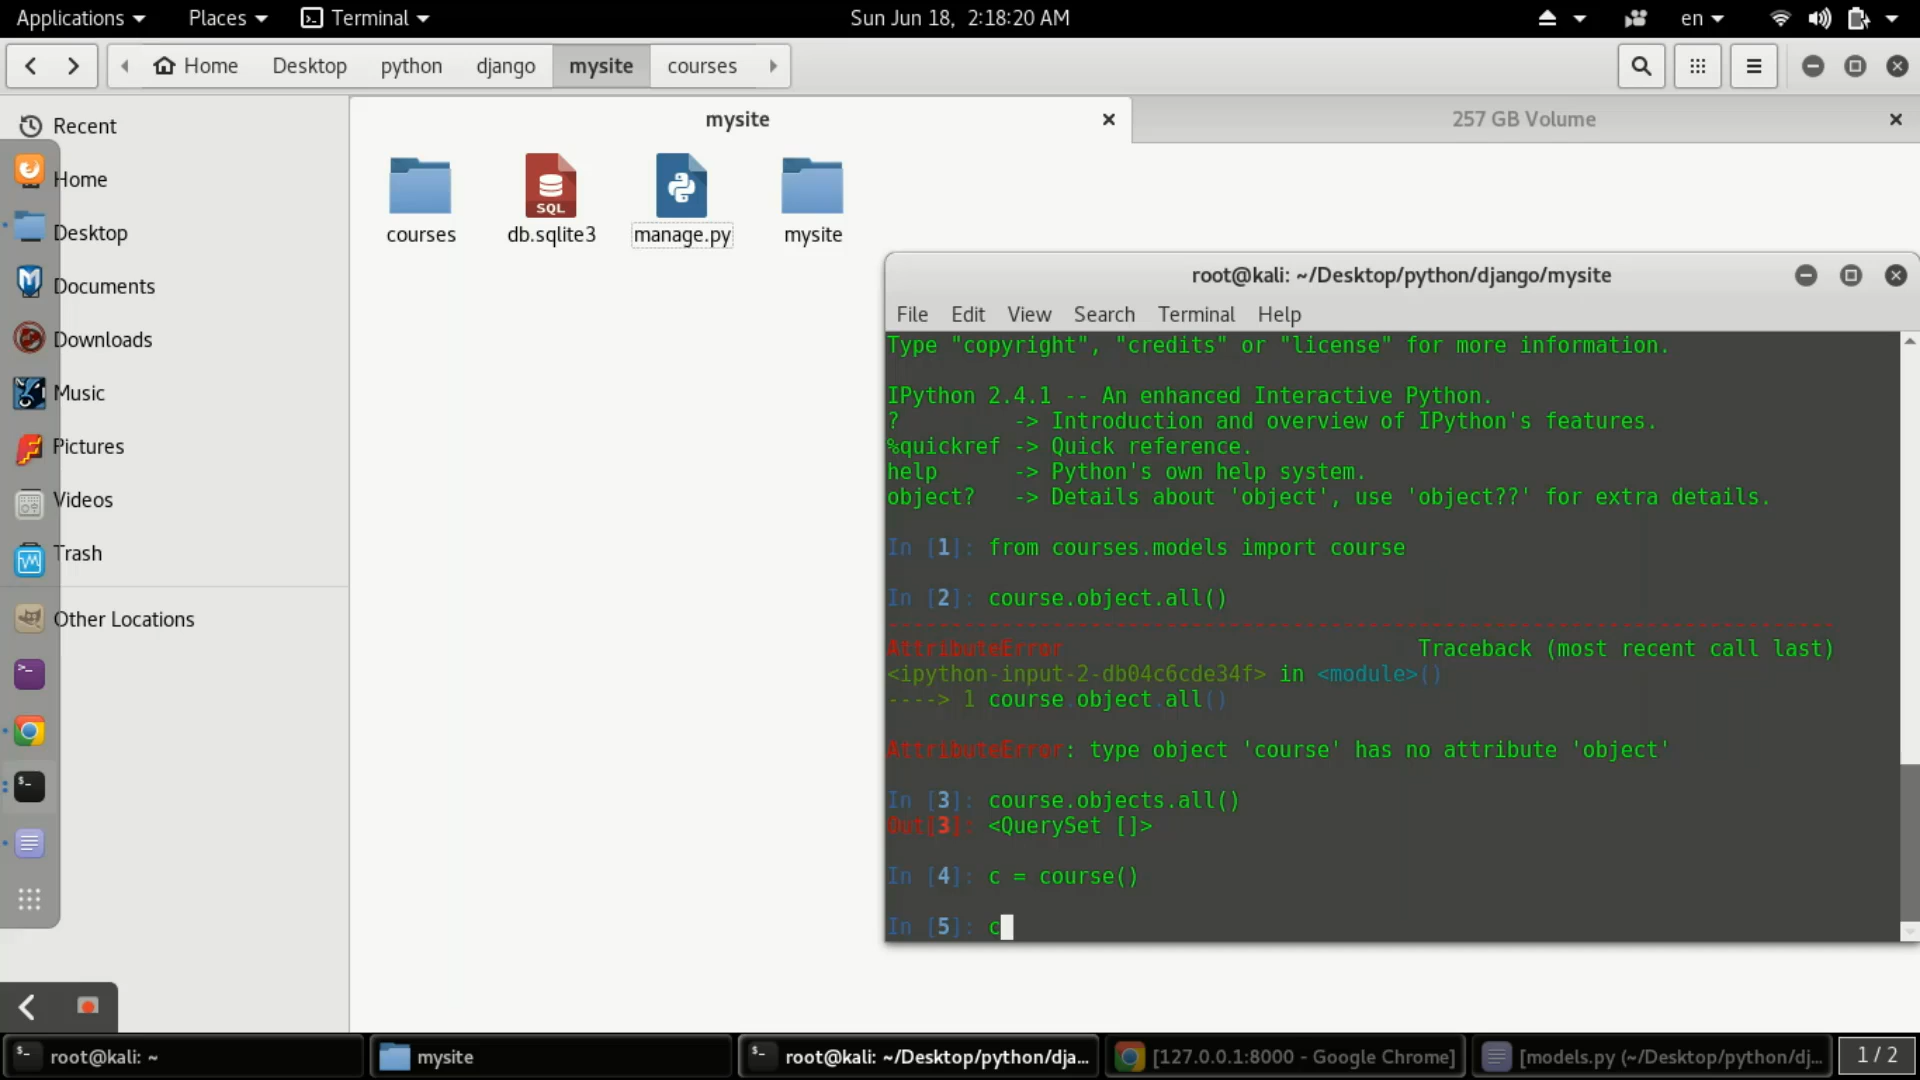 Applications Places Terminal Sun Jun 18, 2:18:20 AM en
Home Desktop python django mysite courses
mysite 257 GB Volume
Recent
Home
Desktop
Documents
Downloads
Music
Pictures
Videos
Trash
Other Locations
courses db.sqlite3 manage.py mysite
SQL
root@kali: ~/Desktop/python/django/mysite
File Edit View Search Terminal Help
Type "copyright", "credits" or "license" for more information.
IPython 2.4.1 -- An enhanced Interactive Python.
? -> Introduction and overview of IPython's features.
%quickref -> Quick reference.
help -> Python's own help system.
object? -> Details about 'object', use 'object??' for extra details.
In [1]: from courses.models import course
In [2]: course.object.all()
---------------------------------------------------------------------------
AttributeError Traceback (most recent call last)
<ipython-input-2-db04c6cde34f> in <module>()
----> 1 course.object.all()
AttributeError: type object 'course' has no attribute 'object'
In [3]: course.objects.all()
Out[3]: <QuerySet []>
In [4]: c = course()
In [5]: c
root@kali: ~ mysite root@kali: ~/Desktop/python/dja... [127.0.0.1:8000 - Google Chrome] [models.py (~/Desktop/python/dj... 1 / 2